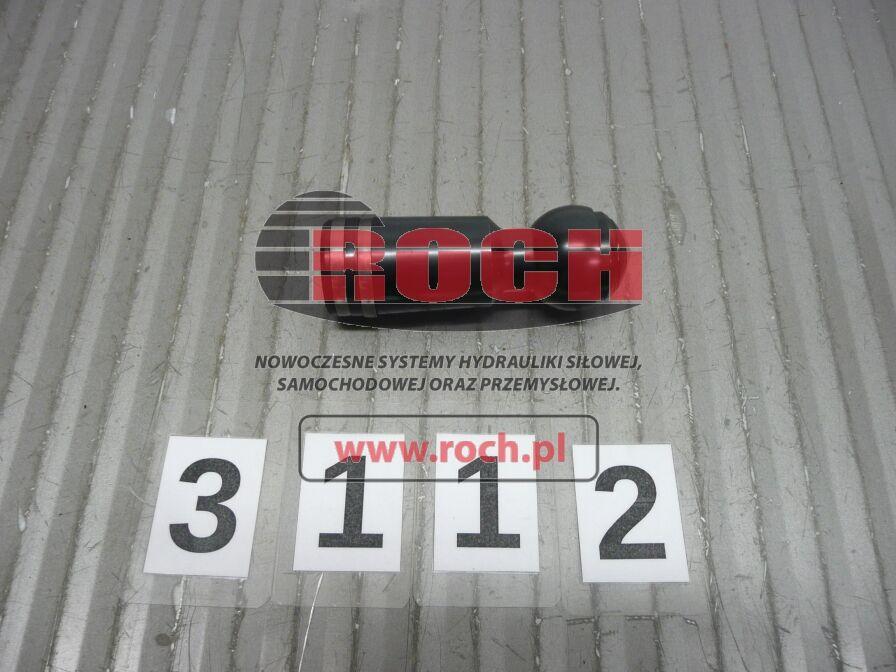 ROCH
NOWOCZESNE SYSTEMY HYDRAULIKI SIŁOWEJ,
SAMOCHODOWEJ ORAZ PRZEMYSŁOWEJ.
www.roch.pl
3 1 1 2